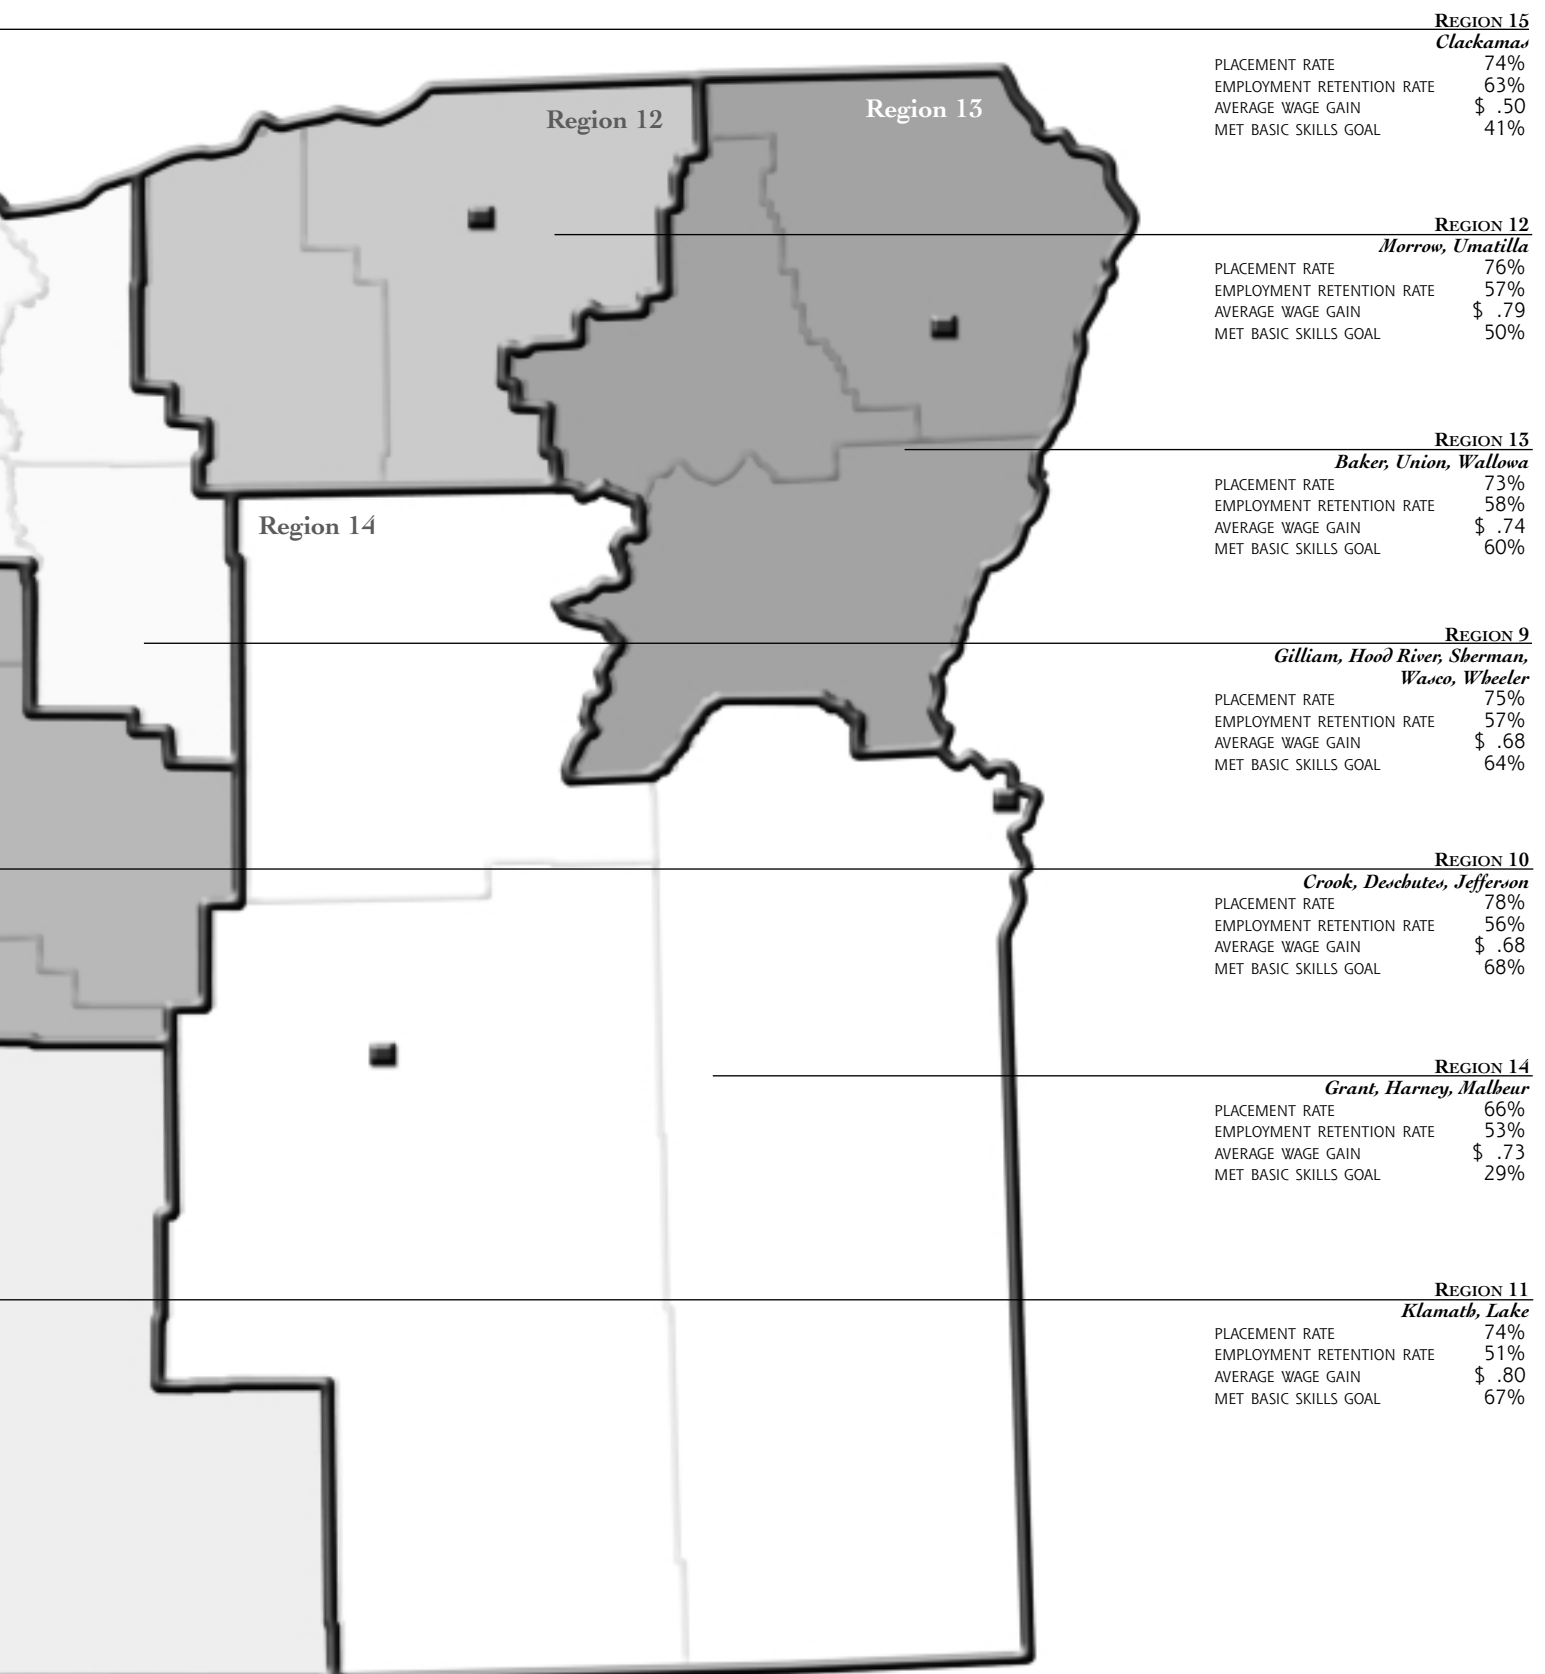 REGION 15
Clackamas
PLACEMENT RATE 74%
EMPLOYMENT RETENTION RATE 63%
AVERAGE WAGE GAIN $ .50
MET BASIC SKILLS GOAL 41%
Region 12
Region 13
REGION 12
Morrow, Umatilla
PLACEMENT RATE 76%
EMPLOYMENT RETENTION RATE 57%
AVERAGE WAGE GAIN $ .79
MET BASIC SKILLS GOAL 50%
REGION 13
Baker, Union, Wallowa
PLACEMENT RATE 73%
EMPLOYMENT RETENTION RATE 58%
AVERAGE WAGE GAIN $ .74
MET BASIC SKILLS GOAL 60%
Region 14
REGION 9
Gilliam, Hood River, Sherman,
Wasco, Wheeler
PLACEMENT RATE 75%
EMPLOYMENT RETENTION RATE 57%
AVERAGE WAGE GAIN $ .68
MET BASIC SKILLS GOAL 64%
REGION 10
Crook, Deschutes, Jefferson
PLACEMENT RATE 78%
EMPLOYMENT RETENTION RATE 56%
AVERAGE WAGE GAIN $ .68
MET BASIC SKILLS GOAL 68%
REGION 14
Grant, Harney, Malheur
PLACEMENT RATE 66%
EMPLOYMENT RETENTION RATE 53%
AVERAGE WAGE GAIN $ .73
MET BASIC SKILLS GOAL 29%
REGION 11
Klamath, Lake
PLACEMENT RATE 74%
EMPLOYMENT RETENTION RATE 51%
AVERAGE WAGE GAIN $ .80
MET BASIC SKILLS GOAL 67%